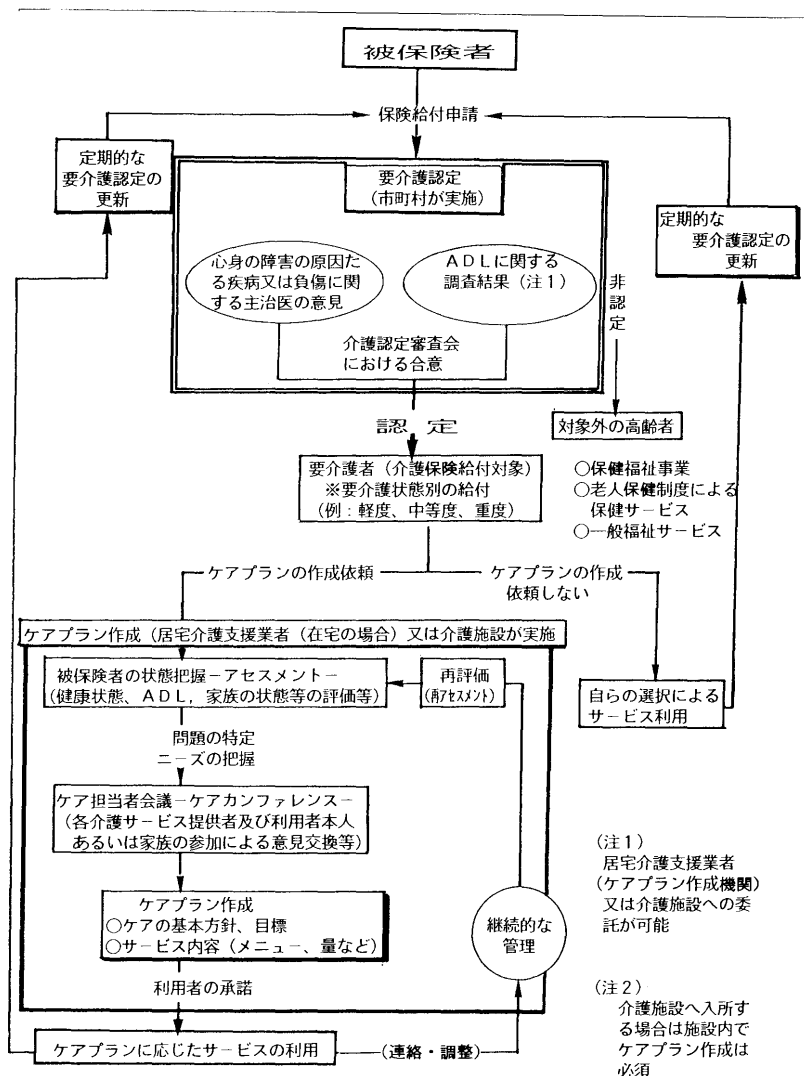 被保険者
保険給付申請
定期的な
要介護認定の
更新
要介護認定
(市町村が実施)
定期的な
要介護認定の
更新
心身の障害の原因た
る疾病又は負傷に関
する主治医の意見
ADLに関する
調査結果(注1)
非認定
介護認定審査会
における合意
認 定
対象外の高齢者
要介護者(介護保険給付対象)
※要介護状態別の給付
(例:軽度、中等度、重度)
○保健福祉事業
○老人保健制度による
保健サービス
○一般福祉サービス
ケアプランの作成依頼
ケアプランの作成
依頼しない
ケアプラン作成(居宅介護支援業者(在宅の場合)又は介護施設が実施
被保険者の状態把握-アセスメント-
(健康状態、ADL,家族の状態等の評価等)
再評価
(再アセスメント)
自らの選択による
サービス利用
問題の特定
ニーズの把握
ケア担当者会議-ケアカンファレンス-
(各介護サービス提供者及び利用者本人
あるいは家族の参加による意見交換等)
(注1)
居宅介護支援業者
(ケアプラン作成機関)
又は介護施設への委
託が可能
ケアプラン作成
○ケアの基本方針、目標
○サービス内容(メニュー、量など)
継続的な
管理
利用者の承諾
(注2)
介護施設へ入所す
る場合は施設内で
ケアプラン作成は
必須
ケアプランに応じたサービスの利用
(連絡・調整)